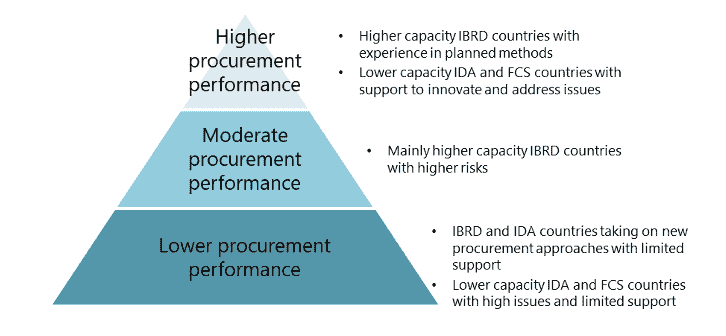 Higher
procurement
performance
• Higher capacity IBRD countries with
experience in planned methods
• Lower capacity IDA and FCS countries with
support to innovate and address issues
Moderate
procurement
performance
• Mainly higher capacity IBRD countries
with higher risks
Lower procurement
performance
• IBRD and IDA countries taking on new
procurement approaches with limited
support
• Lower capacity IDA and FCS countries
with high issues and limited support